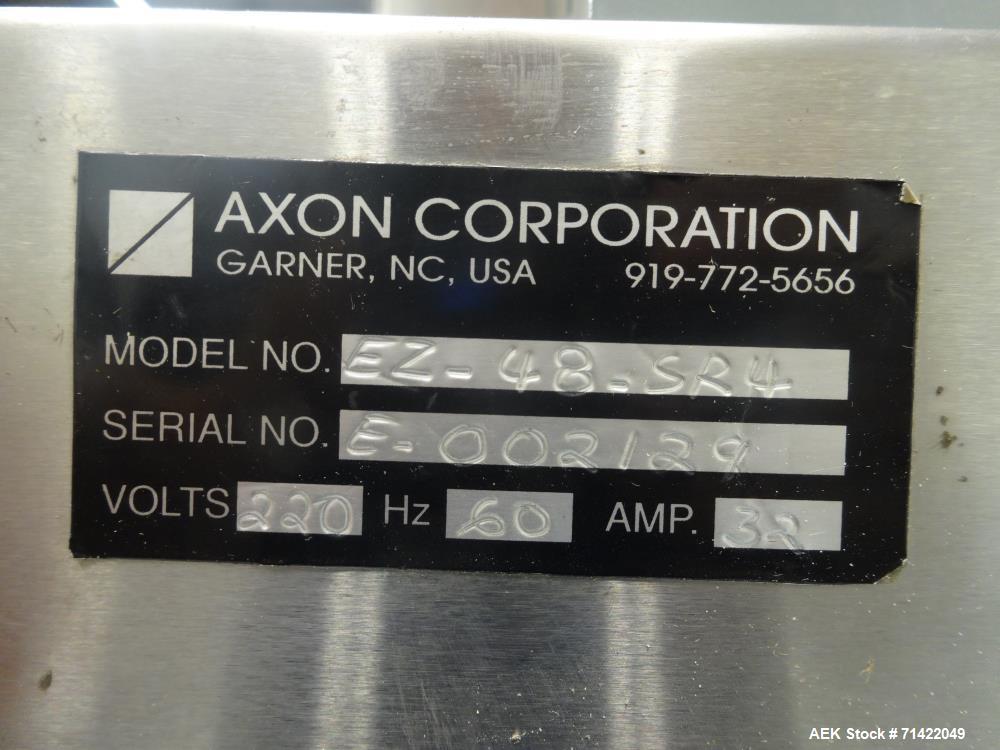 AXON CORPORATION
GARNER, NC, USA 919-772-5656
MODEL NO. EZ-48-SR4
SERIAL NO. E-002129
VOLTS 220 Hz 60 AMP. 32
AEK Stock #71422049